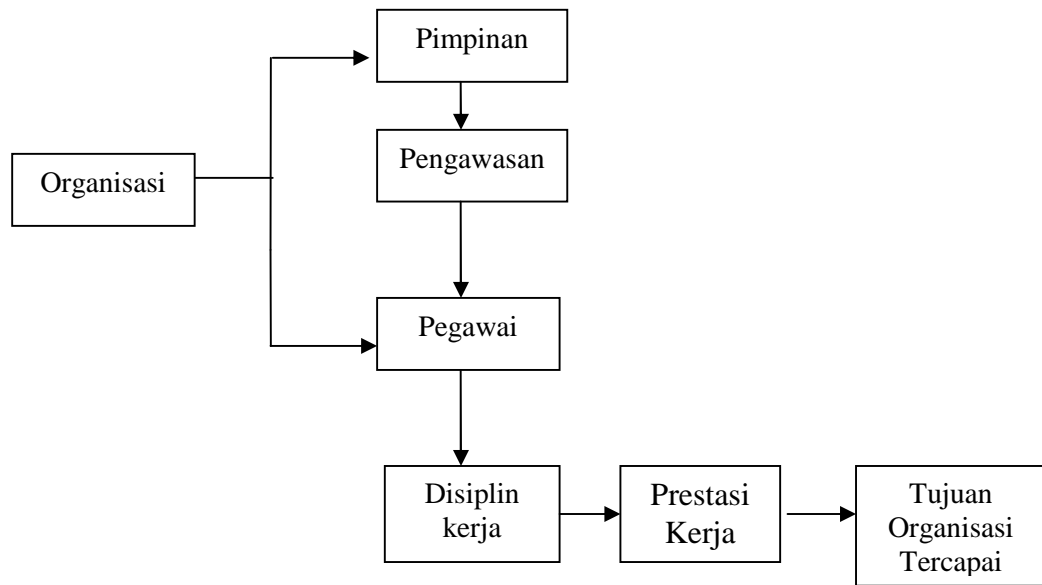 Pimpinan
Pengawasan
Organisasi
Pegawai
Disiplin
kerja
Prestasi
Kerja
Tujuan
Organisasi
Tercapai